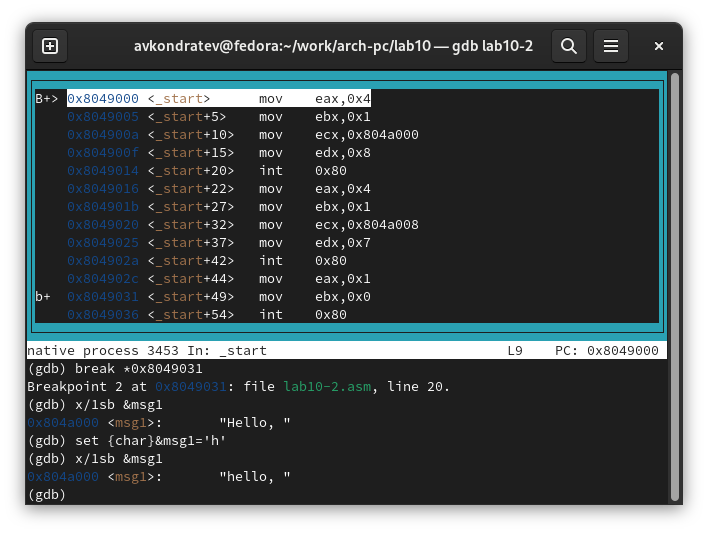 avkondratev@fedora:~/work/arch-pc/lab10 — gdb lab10-2
B+> 0x8049000 <_start>      mov    eax,0x4
    0x8049005 <_start+5>    mov    ebx,0x1
    0x804900a <_start+10>   mov    ecx,0x804a000
    0x804900f <_start+15>   mov    edx,0x8
    0x8049014 <_start+20>   int    0x80
    0x8049016 <_start+22>   mov    eax,0x4
    0x804901b <_start+27>   mov    ebx,0x1
    0x8049020 <_start+32>   mov    ecx,0x804a008
    0x8049025 <_start+37>   mov    edx,0x7
    0x804902a <_start+42>   int    0x80
    0x804902c <_start+44>   mov    eax,0x1
b+  0x8049031 <_start+49>   mov    ebx,0x0
    0x8049036 <_start+54>   int    0x80
native process 3453 In: _start                              L9    PC: 0x8049000
(gdb) break *0x8049031
Breakpoint 2 at 0x8049031: file lab10-2.asm, line 20.
(gdb) x/1sb &msg1
0x804a000 <msg1>:       "Hello, "
(gdb) set {char}&msg1='h'
(gdb) x/1sb &msg1
0x804a000 <msg1>:       "hello, "
(gdb)